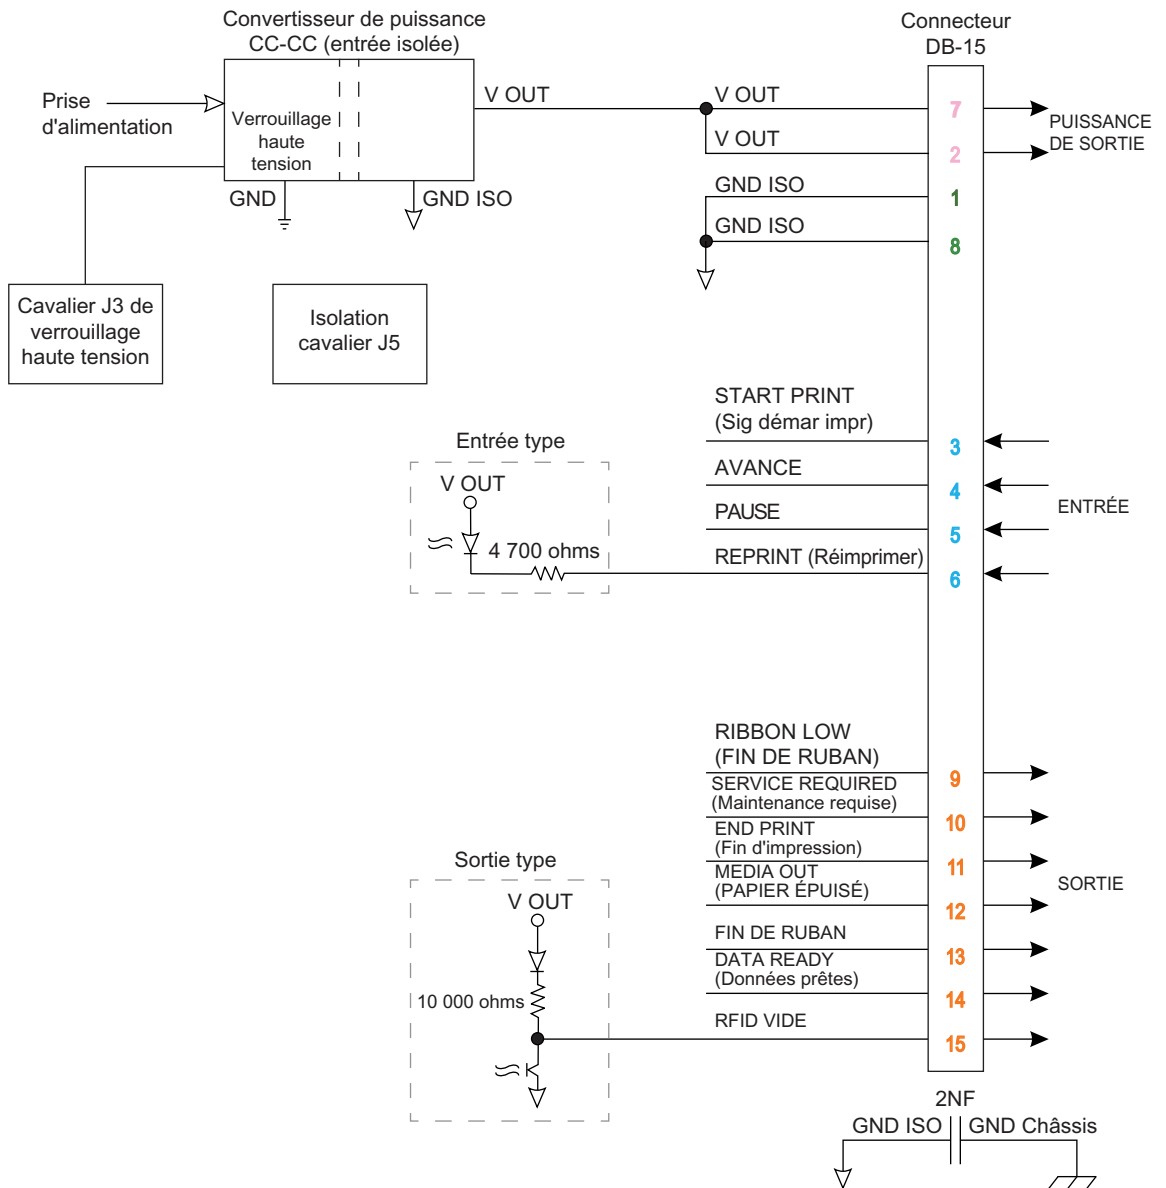 Convertisseur de puissance
CC-CC (entrée isolée)
Connecteur
DB-15
Prise
d'alimentation
Verrouillage
haute
tension
V OUT
V OUT
7
PUISSANCE
DE SORTIE
V OUT
2
GND
GND ISO
GND ISO
1
GND ISO
8
Cavalier J3 de
verrouillage
haute tension
Isolation
cavalier J5
START PRINT
(Sig démar impr)
3
Entrée type
V OUT
4 700 ohms
AVANCE
4
ENTRÉE
PAUSE
5
REPRINT (Réimprimer)
6
RIBBON LOW
(FIN DE RUBAN)
9
SERVICE REQUIRED
(Maintenance requise)
10
END PRINT
(Fin d'impression)
11
SORTIE
MEDIA OUT
(PAPIER ÉPUISÉ)
12
Sortie type
V OUT
10 000 ohms
FIN DE RUBAN
13
DATA READY
(Données prêtes)
14
RFID VIDE
15
2NF
GND ISO
GND Châssis